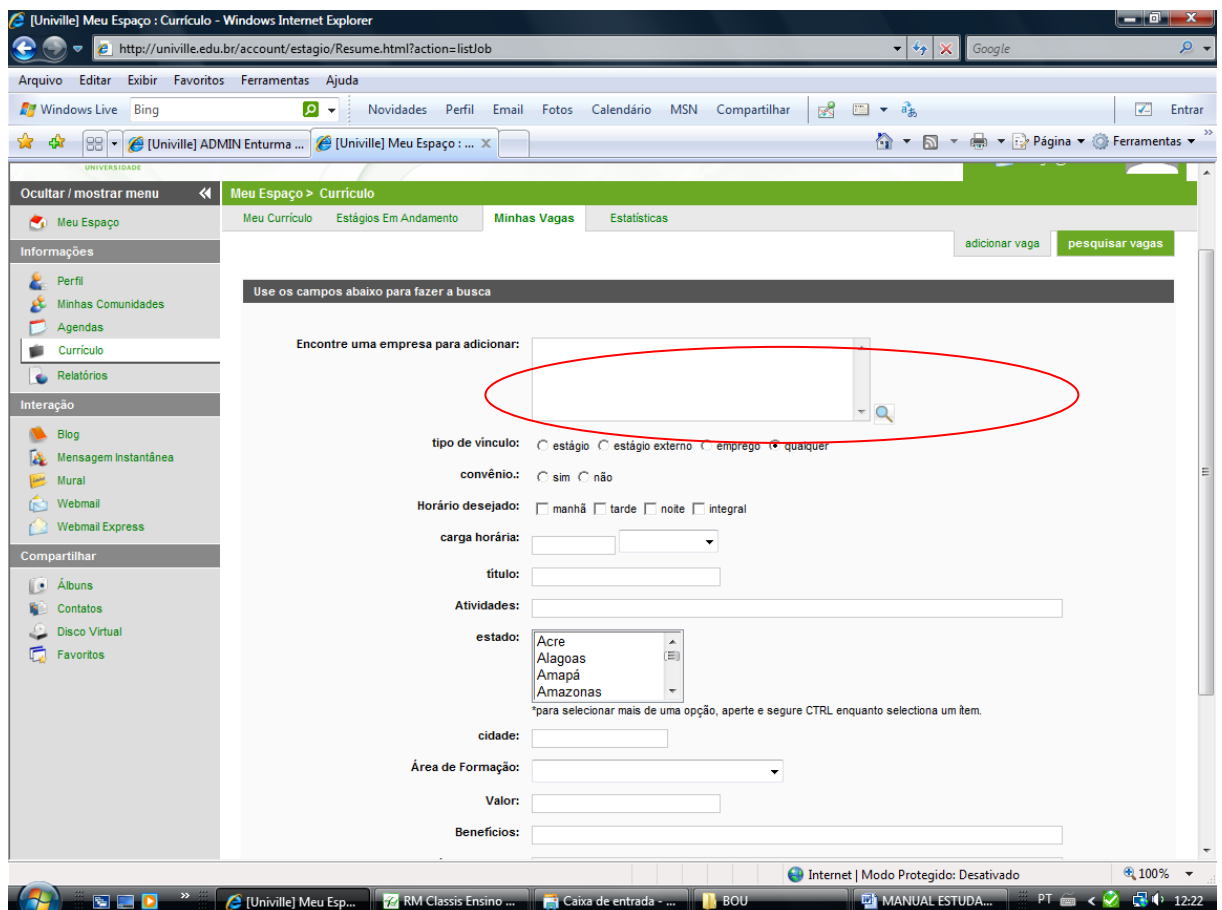 [Univille] Meu Espaço : Currículo - Windows Internet Explorer
http://univille.edu.br/account/estagio/Resume.html?action=listJob
Google
Arquivo Editar Exibir Favoritos Ferramentas Ajuda
Windows Live Bing Novidades Perfil Email Fotos Calendário MSN Compartilhar Entrar
[Univille] ADMIN Enturma ... [Univille] Meu Espaço : ... Página Ferramentas
UNIVERSIDADE
Ocultar / mostrar menu
Meu Espaço > Currículo
Meu Espaço
Meu Currículo Estágios Em Andamento Minhas Vagas Estatísticas
adicionar vaga pesquisar vagas
Informações
Perfil
Minhas Comunidades
Agendas
Currículo
Relatórios
Interação
Blog
Mensagem Instantânea
Mural
Webmail
Webmail Express
Compartilhar
Álbuns
Contatos
Disco Virtual
Favoritos
Use os campos abaixo para fazer a busca
Encontre uma empresa para adicionar:
tipo de vínculo: estágio estágio externo emprego qualquer
convênio.: sim não
Horário desejado: manhã tarde noite integral
carga horária:
título:
Atividades:
estado:
Acre
Alagoas
Amapá
Amazonas
*para selecionar mais de uma opção, aperte e segure CTRL enquanto selectiona um ítem.
cidade:
Área de Formação:
Valor:
Benefícios:
Internet | Modo Protegido: Desativado 100%
[Univille] Meu Esp... RM Classis Ensino ... Caixa de entrada - ... BOU MANUAL ESTUDA... PT 12:22